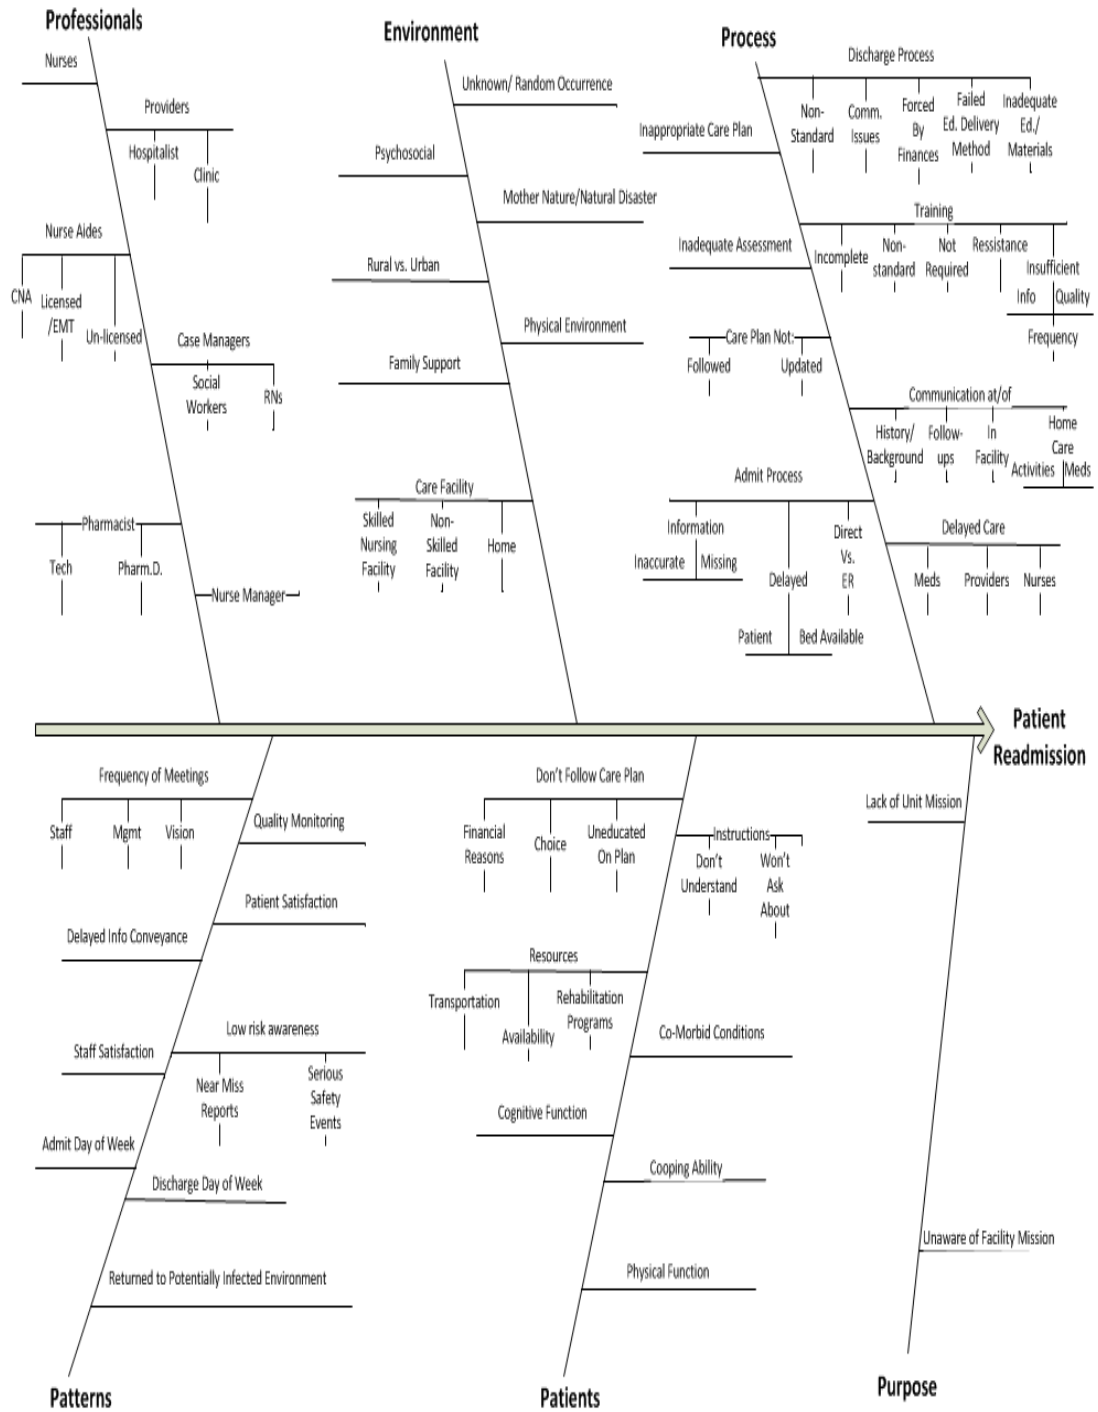 Professionals
Nurses
Providers
Hospitalist
Clinic
Nurse Aides
CNA
Licensed
/EMT
Un-licensed
Case Managers
Social
Workers
RNs
Pharmacist
Tech
Pharm.D.
Nurse Manager
Environment
Unknown/ Random Occurrence
Psychosocial
Mother Nature/Natural Disaster
Rural vs. Urban
Physical Environment
Family Support
Care Facility
Skilled
Nursing
Facility
Non-
Skilled
Facility
Home
Process
Discharge Process
Non-
Standard
Comm.
Issues
Forced
By
Finances
Failed
Ed. Delivery
Method
Inadequate
Ed./
Materials
Inappropriate Care Plan
Training
Incomplete
Non-
standard
Not
Required
Ressistance
Insufficient
Info
Quality
Frequency
Inadequate Assessment
Care Plan Not:
Followed
Updated
Communication at/of
History/
Background
Follow-
ups
In
Facility
Home
Care
Activities
Meds
Admit Process
Information
Inaccurate
Missing
Delayed
Patient
Bed Available
Direct
Vs.
ER
Delayed Care
Meds
Providers
Nurses
Patient
Readmission
Frequency of Meetings
Staff
Mgmt
Vision
Quality Monitoring
Patient Satisfaction
Delayed Info Conveyance
Low risk awareness
Near Miss
Reports
Serious
Safety
Events
Staff Satisfaction
Admit Day of Week
Discharge Day of Week
Returned to Potentially Infected Environment
Patterns
Don't Follow Care Plan
Financial
Reasons
Choice
Uneducated
On Plan
Instructions
Don't
Understand
Won't
Ask
About
Resources
Transportation
Availability
Rehabilitation
Programs
Co-Morbid Conditions
Cognitive Function
Cooping Ability
Physical Function
Patients
Lack of Unit Mission
Unaware of Facility Mission
Purpose